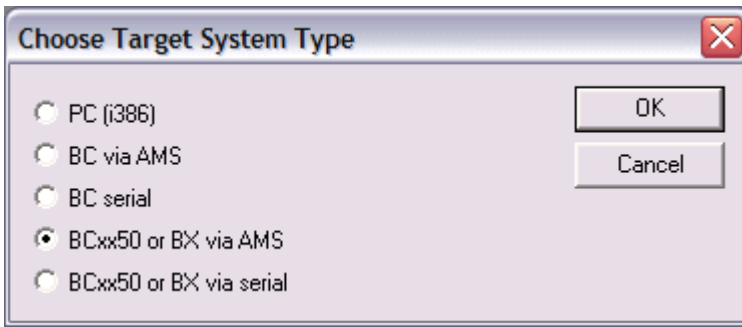 Choose Target System Type
PC (i386)
BC via AMS
BC serial
BCxx50 or BX via AMS
BCxx50 or BX via serial
OK
Cancel